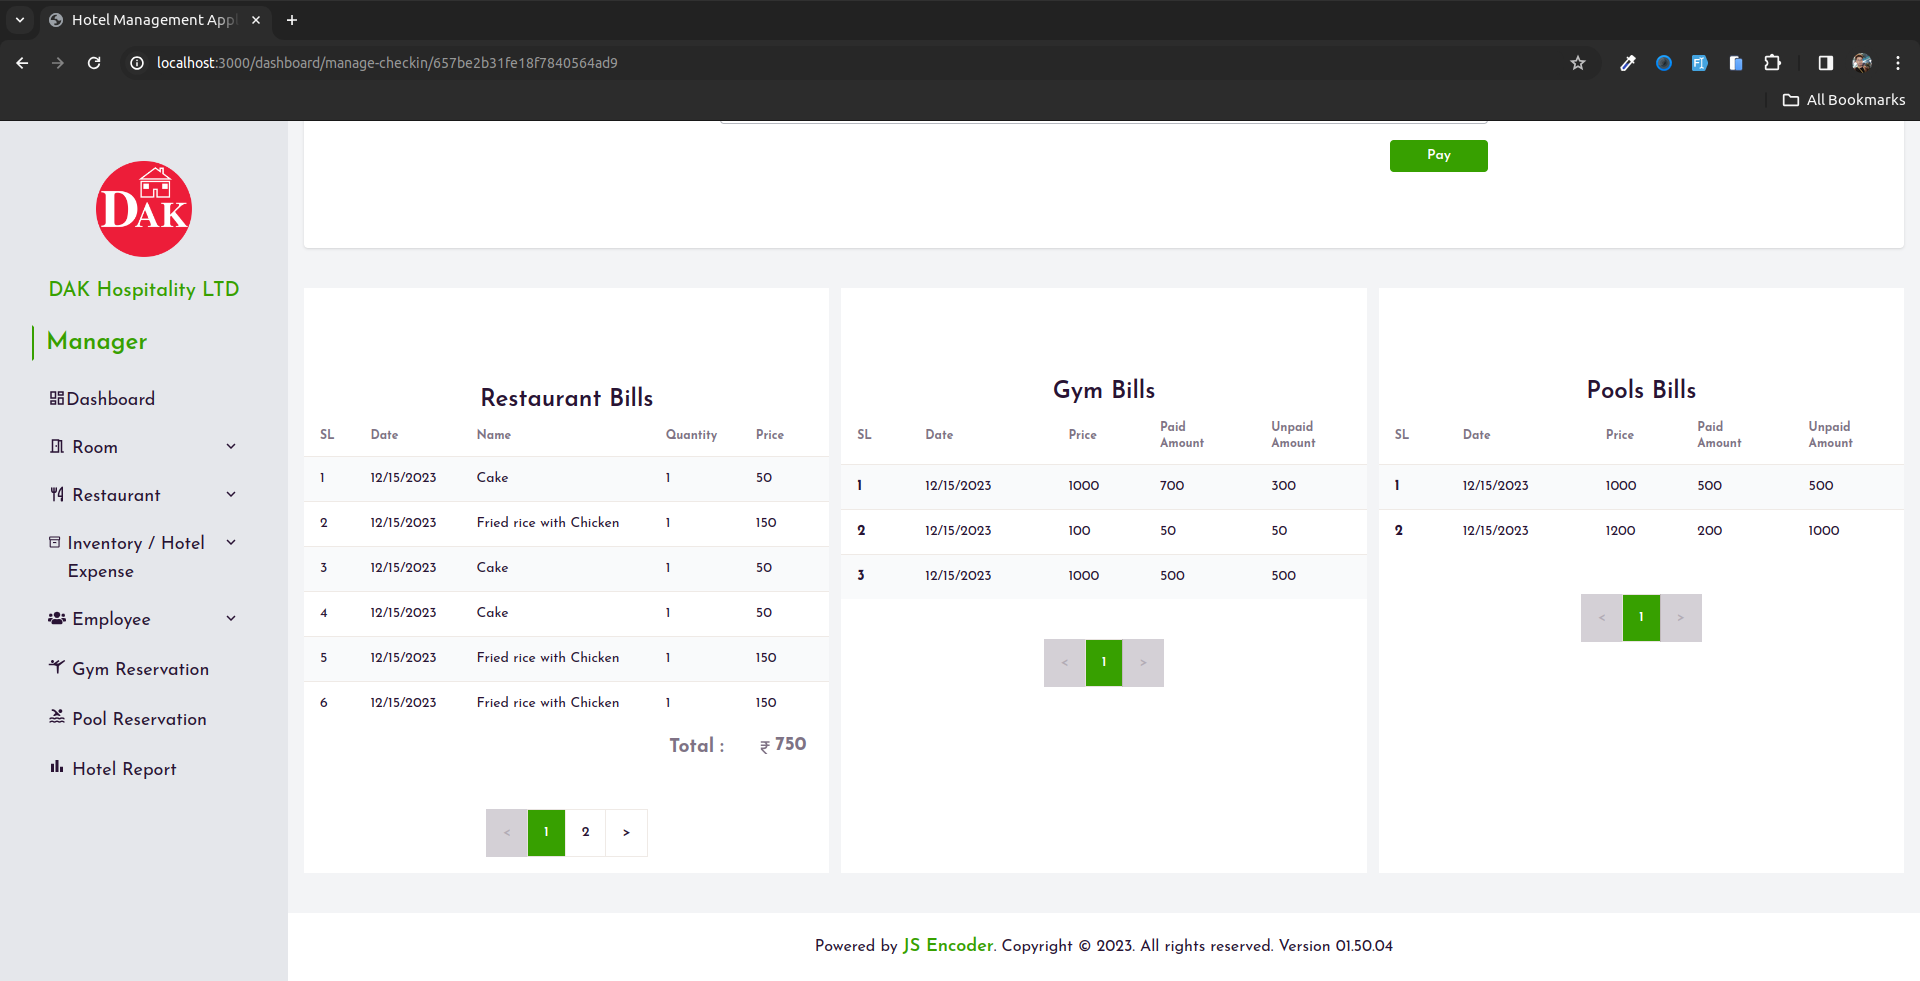 Hotel Management Appl
localhost:3000/dashboard/manage-checkin/657be2b31fe18f7840564ad9
All Bookmarks
DAK
DAK Hospitality LTD
Manager
Dashboard
Room
Restaurant
Inventory / Hotel
Expense
Employee
Gym Reservation
Pool Reservation
Hotel Report
Pay
Restaurant Bills
SL Date Name Quantity Price
1 12/15/2023 Cake 1 50
2 12/15/2023 Fried rice with Chicken 1 150
3 12/15/2023 Cake 1 50
4 12/15/2023 Cake 1 50
5 12/15/2023 Fried rice with Chicken 1 150
6 12/15/2023 Fried rice with Chicken 1 150
Total : ₹ 750
< 1 2 >
Gym Bills
SL Date Price Paid Amount Unpaid Amount
1 12/15/2023 1000 700 300
2 12/15/2023 100 50 50
3 12/15/2023 1000 500 500
< 1 >
Pools Bills
SL Date Price Paid Amount Unpaid Amount
1 12/15/2023 1000 500 500
2 12/15/2023 1200 200 1000
< 1 >
Powered by JS Encoder. Copyright © 2023. All rights reserved. Version 01.50.04